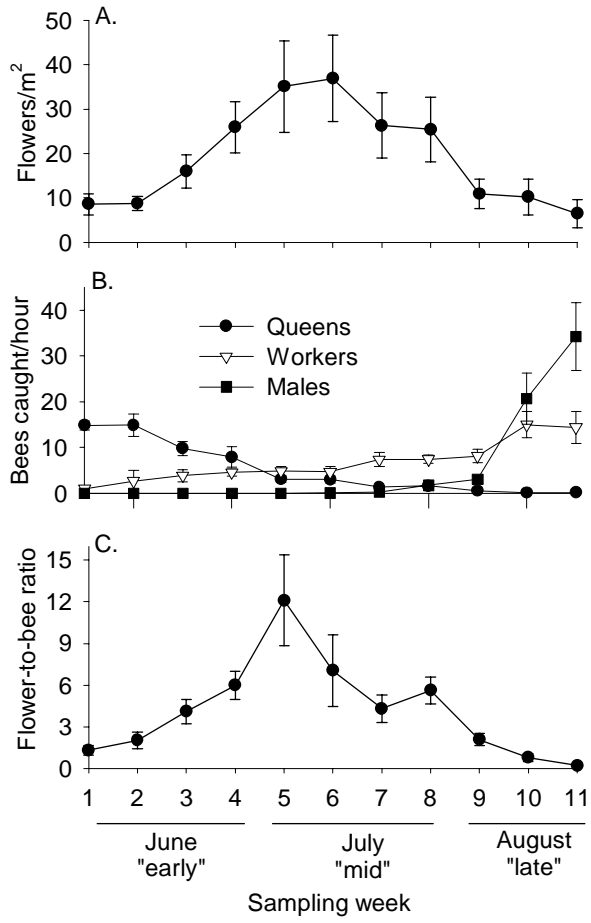 A.
Flowers/m²
50
40
30
20
10
0
B.
Bees caught/hour
40
30
20
10
0
Queens
Workers
Males
C.
Flower-to-bee ratio
15
12
9
6
3
0
1 2 3 4 5 6 7 8 9 10 11
June July August
"early" "mid" "late"
Sampling week